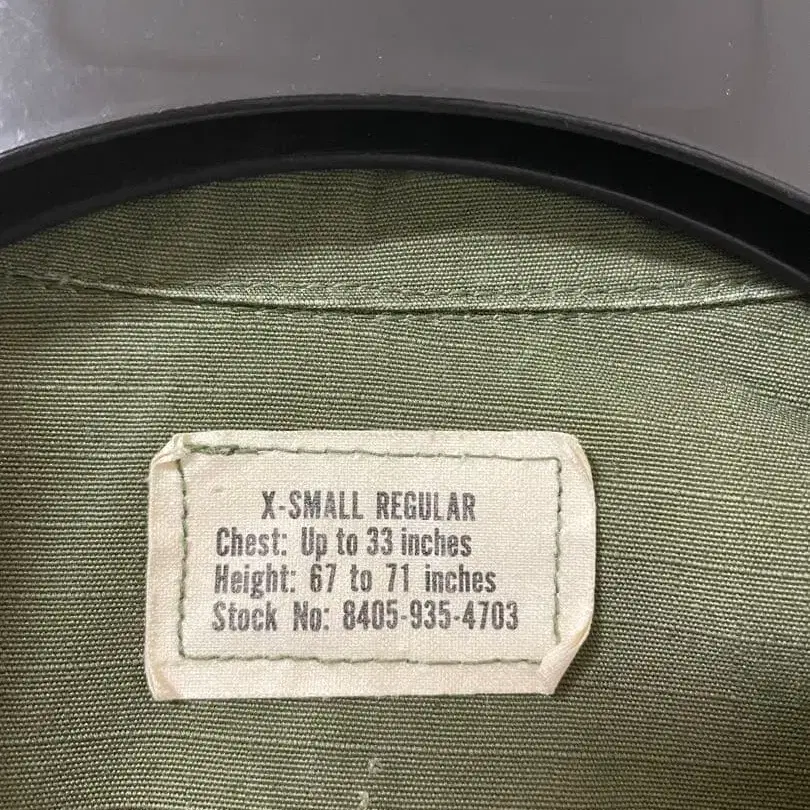 X-SMALL REGULAR
Chest: Up to 33 inches
Height: 67 to 71 inches
Stock No: 8405-935-4703